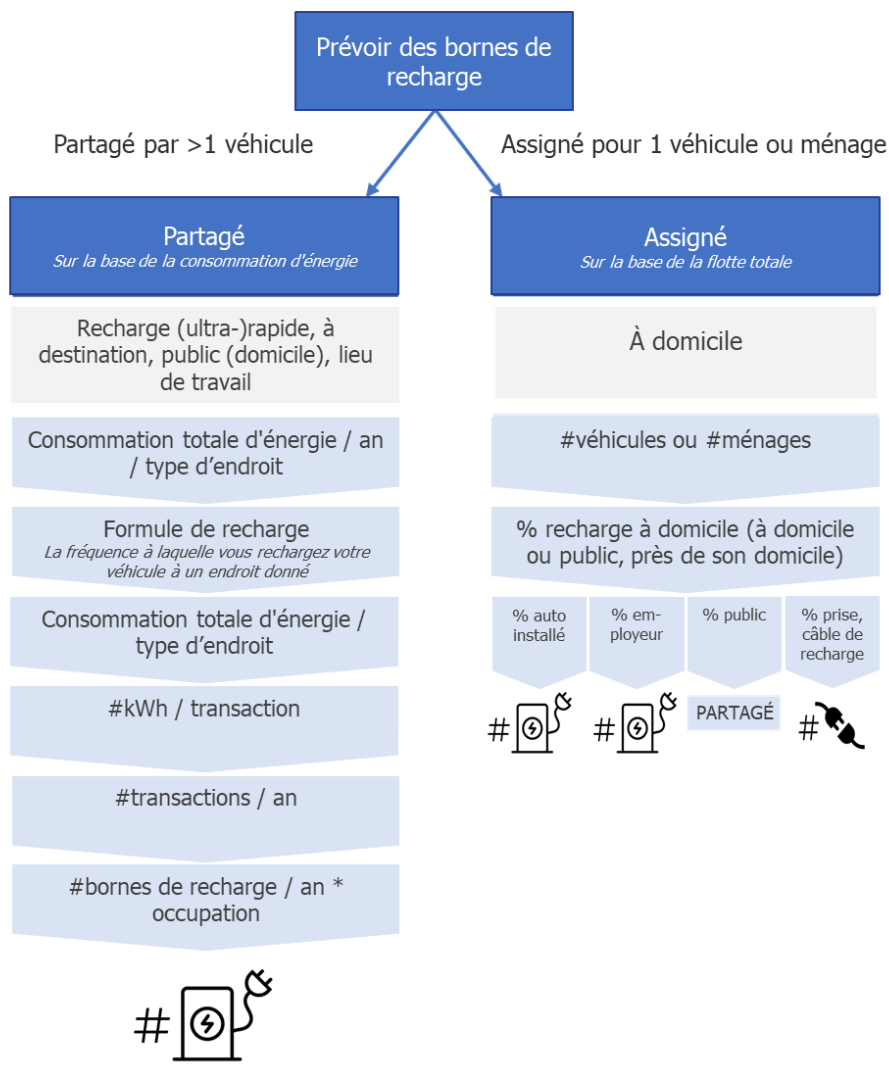 Prévoir des bornes de
recharge
Partagé par >1 véhicule
Assigné pour 1 véhicule ou ménage
Partagé
Sur la base de la consommation d'énergie
Recharge (ultra-)rapide, à
destination, public (domicile), lieu
de travail
Consommation totale d'énergie / an
/ type d’endroit
Formule de recharge
La fréquence à laquelle vous rechargez votre
véhicule à un endroit donné
Consommation totale d'énergie /
type d’endroit
#kWh / transaction
#transactions / an
#bornes de recharge / an *
occupation
#
Assigné
Sur la base de la flotte totale
À domicile
#véhicules ou #ménages
% recharge à domicile (à domicile
ou public, près de son domicile)
% auto
installé
#
% em-
ployeur
#
% public
PARTAGÉ
% prise,
câble de
recharge
#